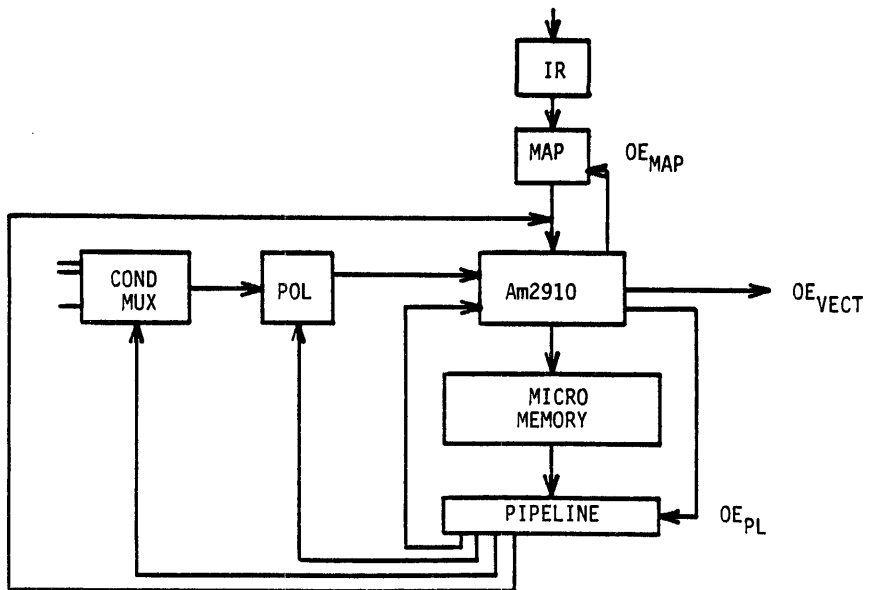 IR
MAP
OE_MAP
COND
MUX
POL
Am2910
OE_VECT
MICRO
MEMORY
PIPELINE
OE_PL